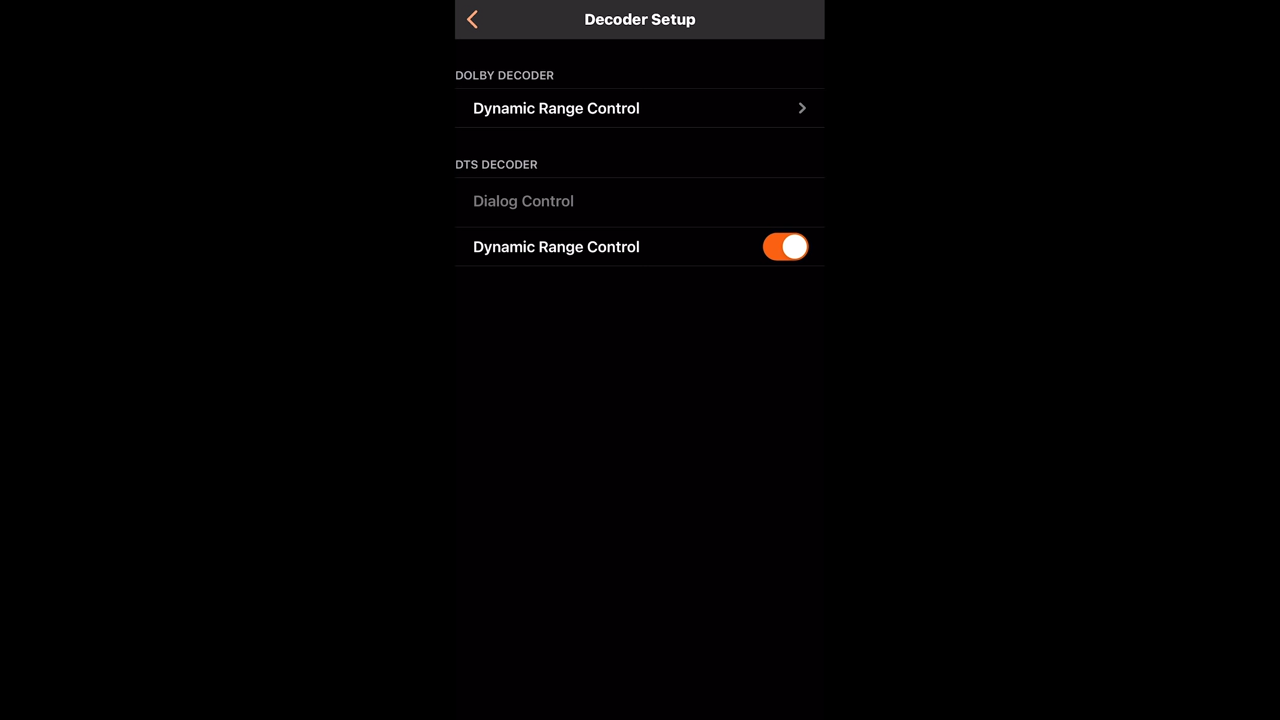 Decoder Setup
DOLBY DECODER
Dynamic Range Control
DTS DECODER
Dialog Control
Dynamic Range Control